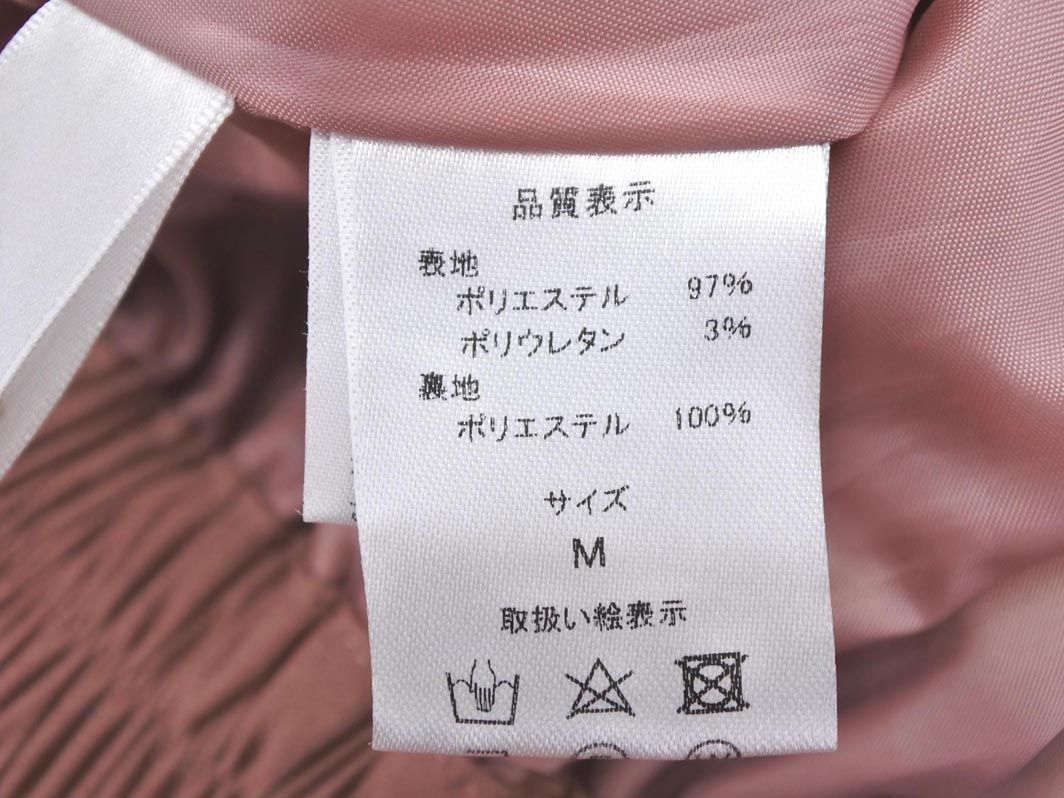 品質表示
表地
ポリエステル 97%
ポリウレタン 3%
裏地
ポリエステル 100%
サイズ
M
取扱い絵表示